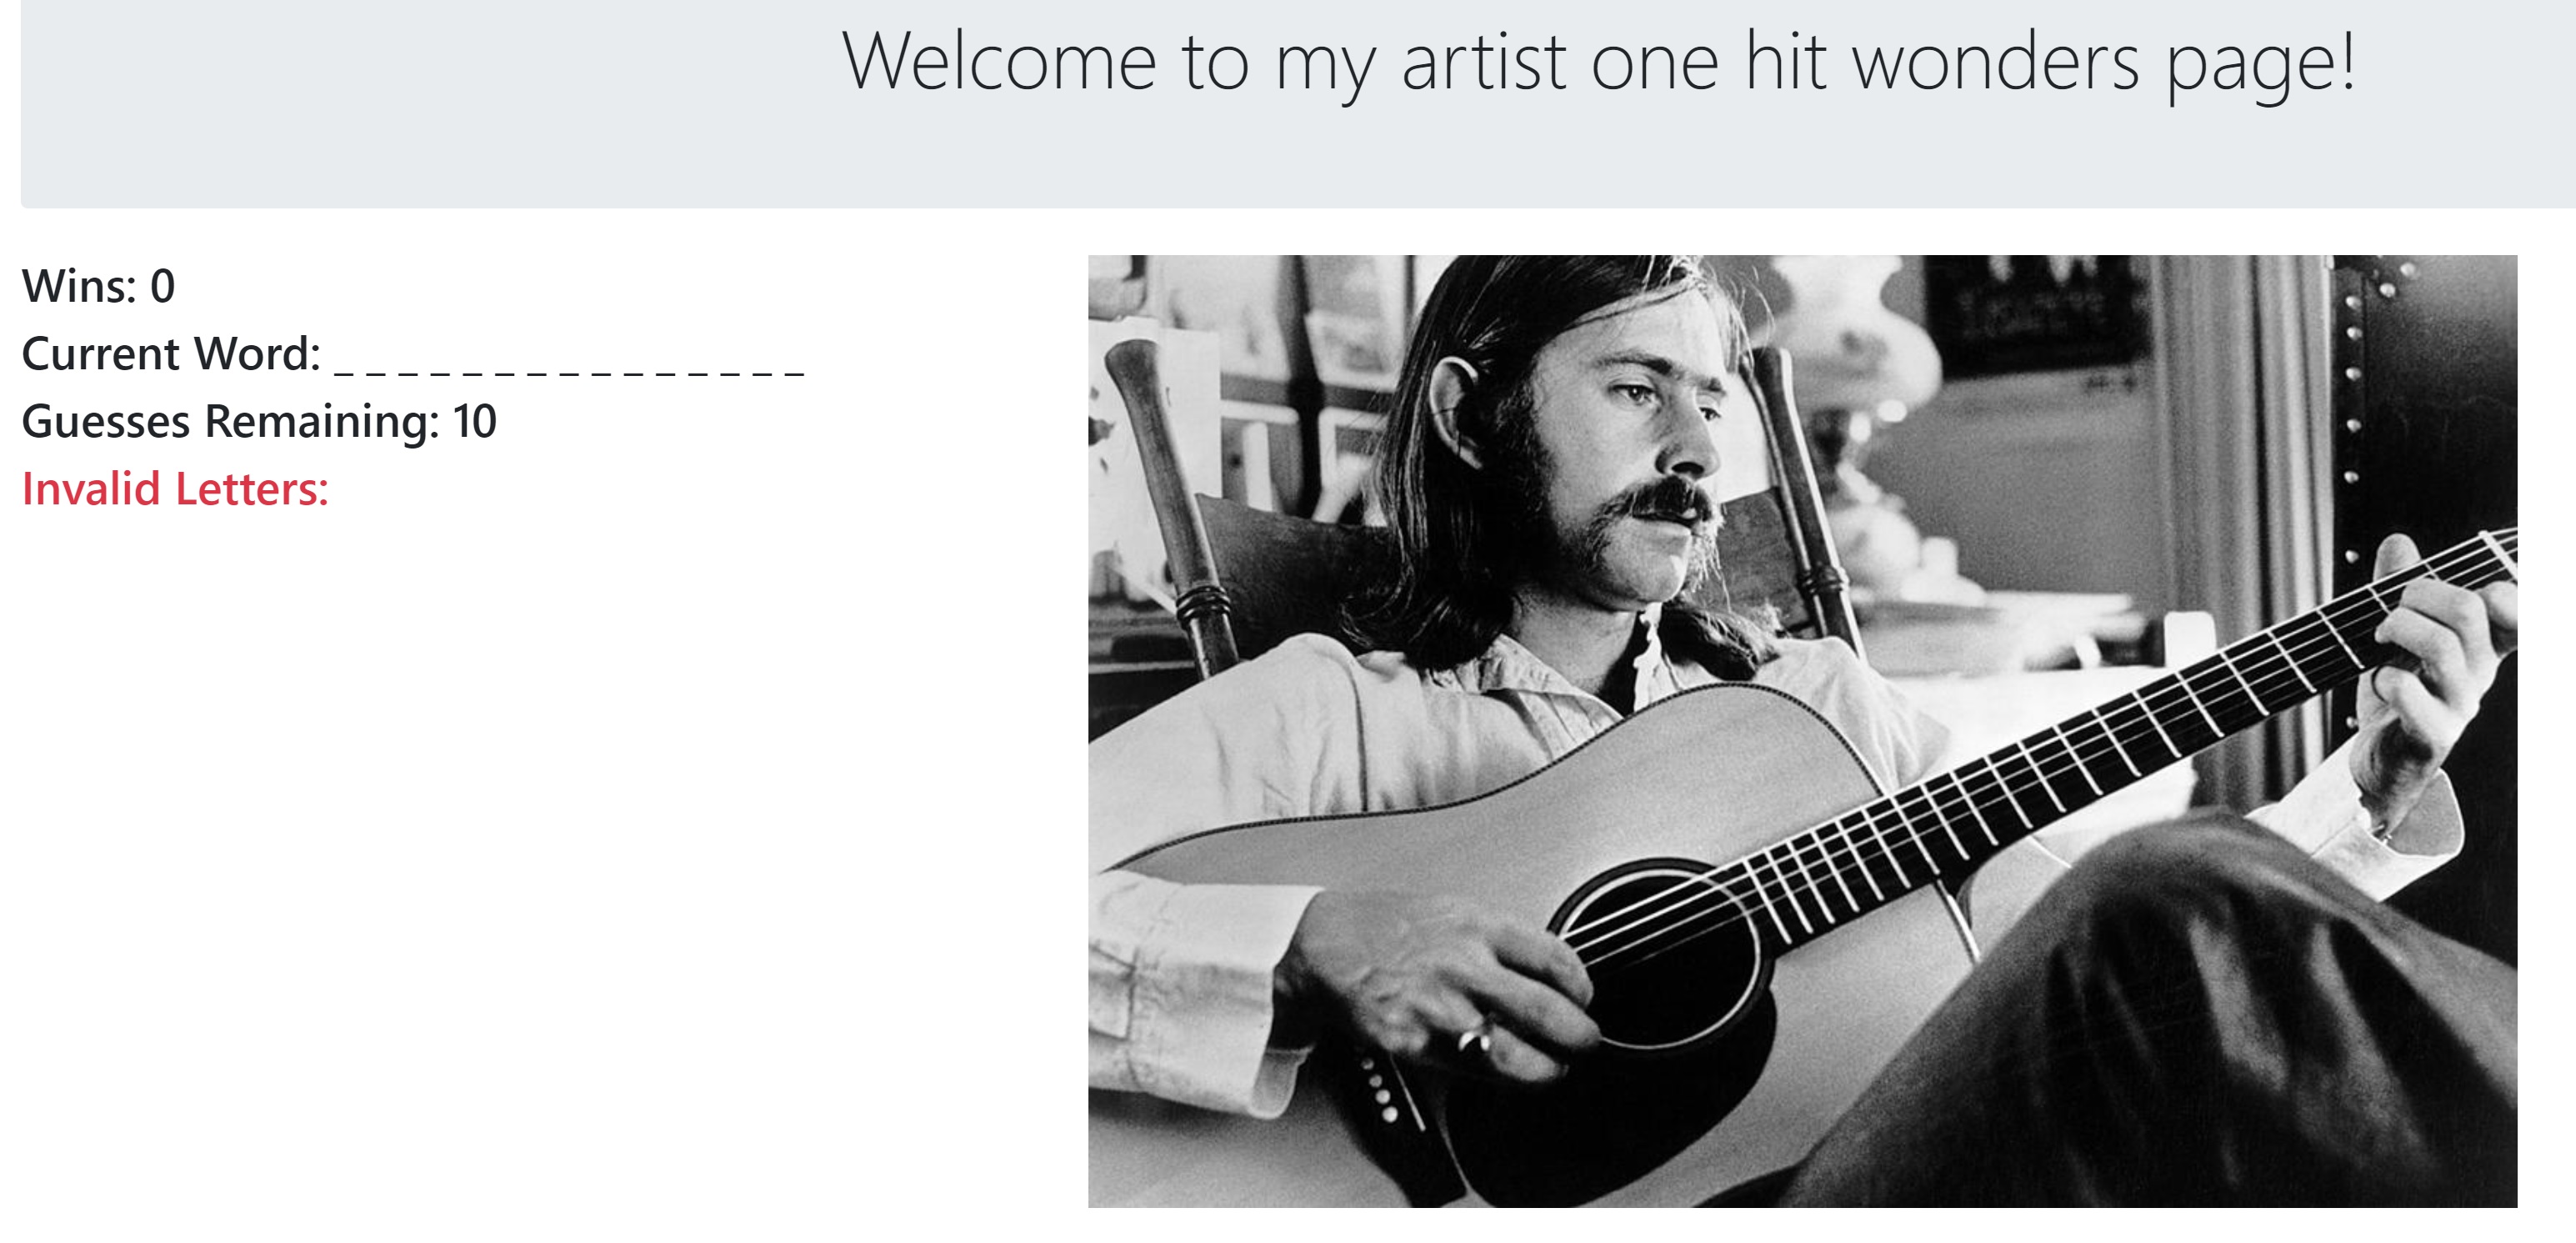 Welcome to my artist one hit wonders page!
Wins: 0
Current Word: _ _ _ _ _ _ _ _ _ _ _ _ _ _ _
Guesses Remaining: 10
Invalid Letters: